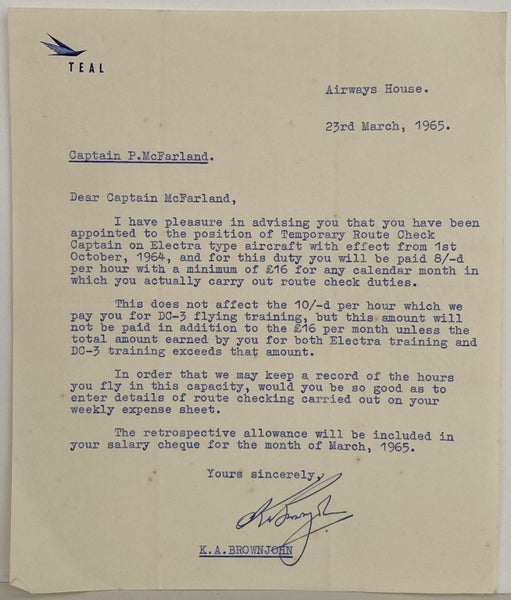 TEAL
Airways House.
23rd March, 1965.
Captain P.McFarland.
Dear Captain McFarland,
I have pleasure in advising you that you have been
appointed to the position of Temporary Route Check
Captain on Electra type aircraft with effect from 1st
October, 1964, and for this duty you will be paid 8/-d
per hour with a minimum of £16 for any calendar month in
which you actually carry out route check duties.
This does not affect the 10/-d per hour which we
pay you for DC-3 flying training, but this amount will
not be paid in addition to the £16 per month unless the
total amount earned by you for both Electra training and
DC-3 training exceeds that amount.
In order that we may keep a record of the hours
you fly in this capacity, would you be so good as to
enter details of route checking carried out on your
weekly expense sheet.
The retrospective allowance will be included in
your salary cheque for the month of March, 1965.
Yours sincerely,
K.A.BROWNJOHN